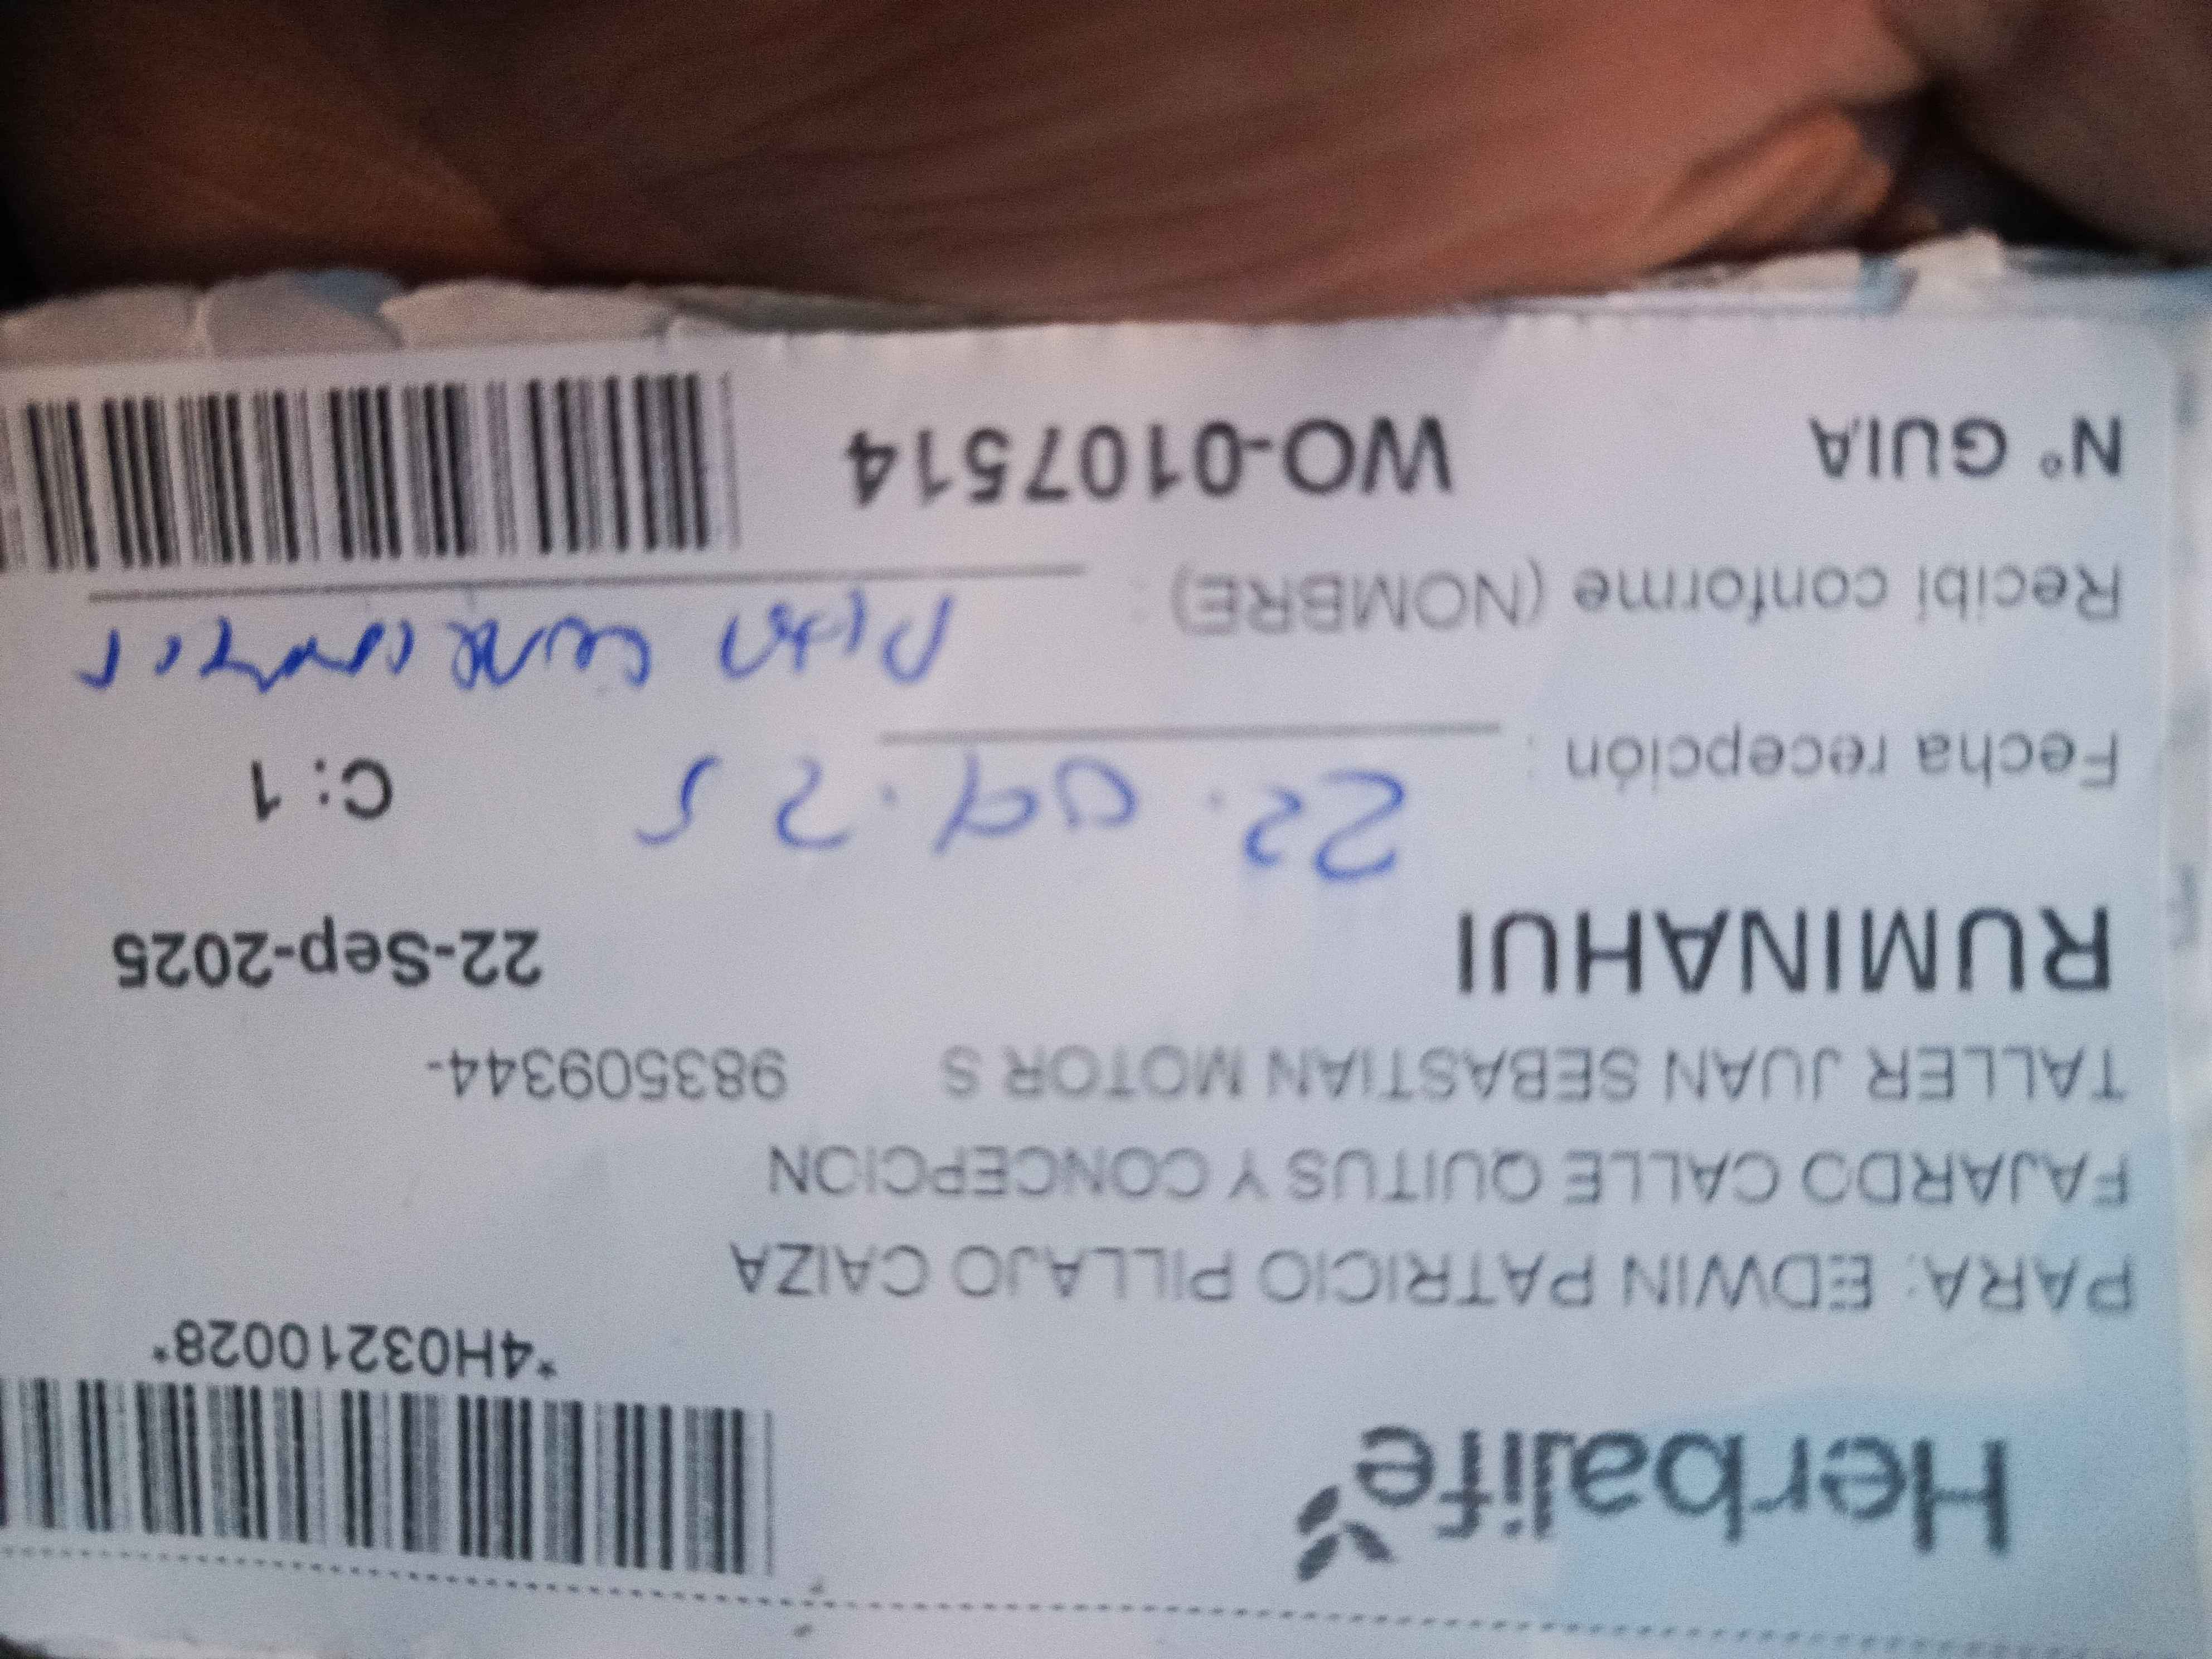 Herbalife
*4H032100028*
PARA: EDWIN PATRICIO PILLAJO CAIZA
FAJARDO CALLE QUITUS Y CONCEPCION
TALLER JUAN SEBASTIAN MOTOR S 983509344-
RUMINAHUI 22-Sep-2025
Fecha recepción : 22.09.25 C: 1
Recibí conforme (NOMBRE) :
N° GUIA WO-0107514